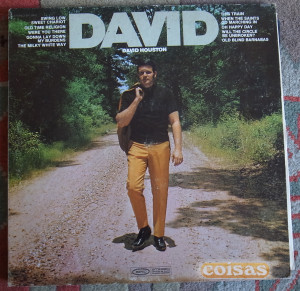 DAVID
DAVID HOUSTON
SWING LOW
SWEET CHARIOT
OLD TIME RELIGION
WERE YOU THERE
GONNA LAY DOWN
MY BURDENS
THE MILKY WHITE WAY
TRAIN
WHEN THE SAINTS
GO MARCHING IN
OH HAPPY DAY
WILL THE CIRCLE
BE UNBROKEN?
OLD BLIND BARNABAS
coisas